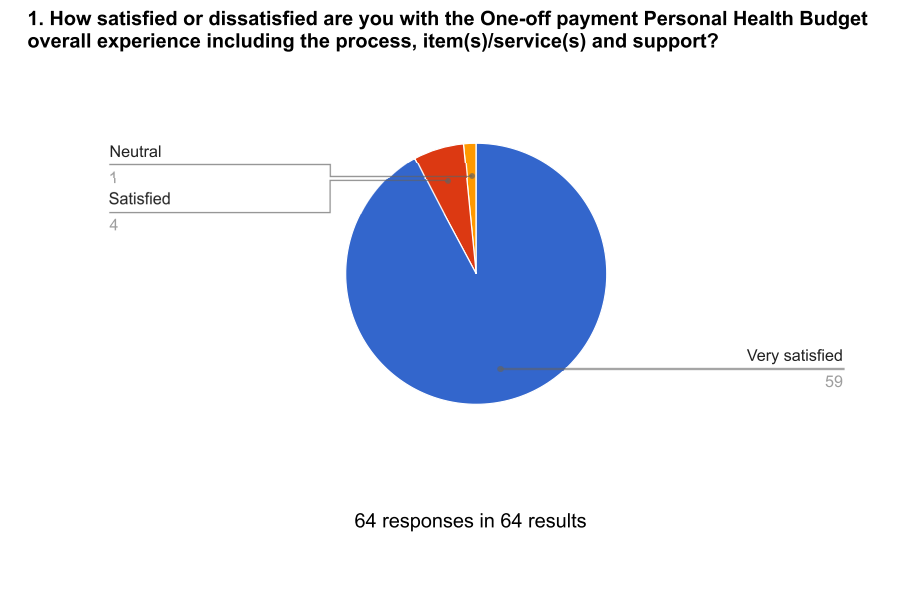 1. How satisfied or dissatisfied are you with the One-off payment Personal Health Budget
overall experience including the process, item(s)/service(s) and support?
Neutral
1
Satisfied
4
Very satisfied
59
64 responses in 64 results